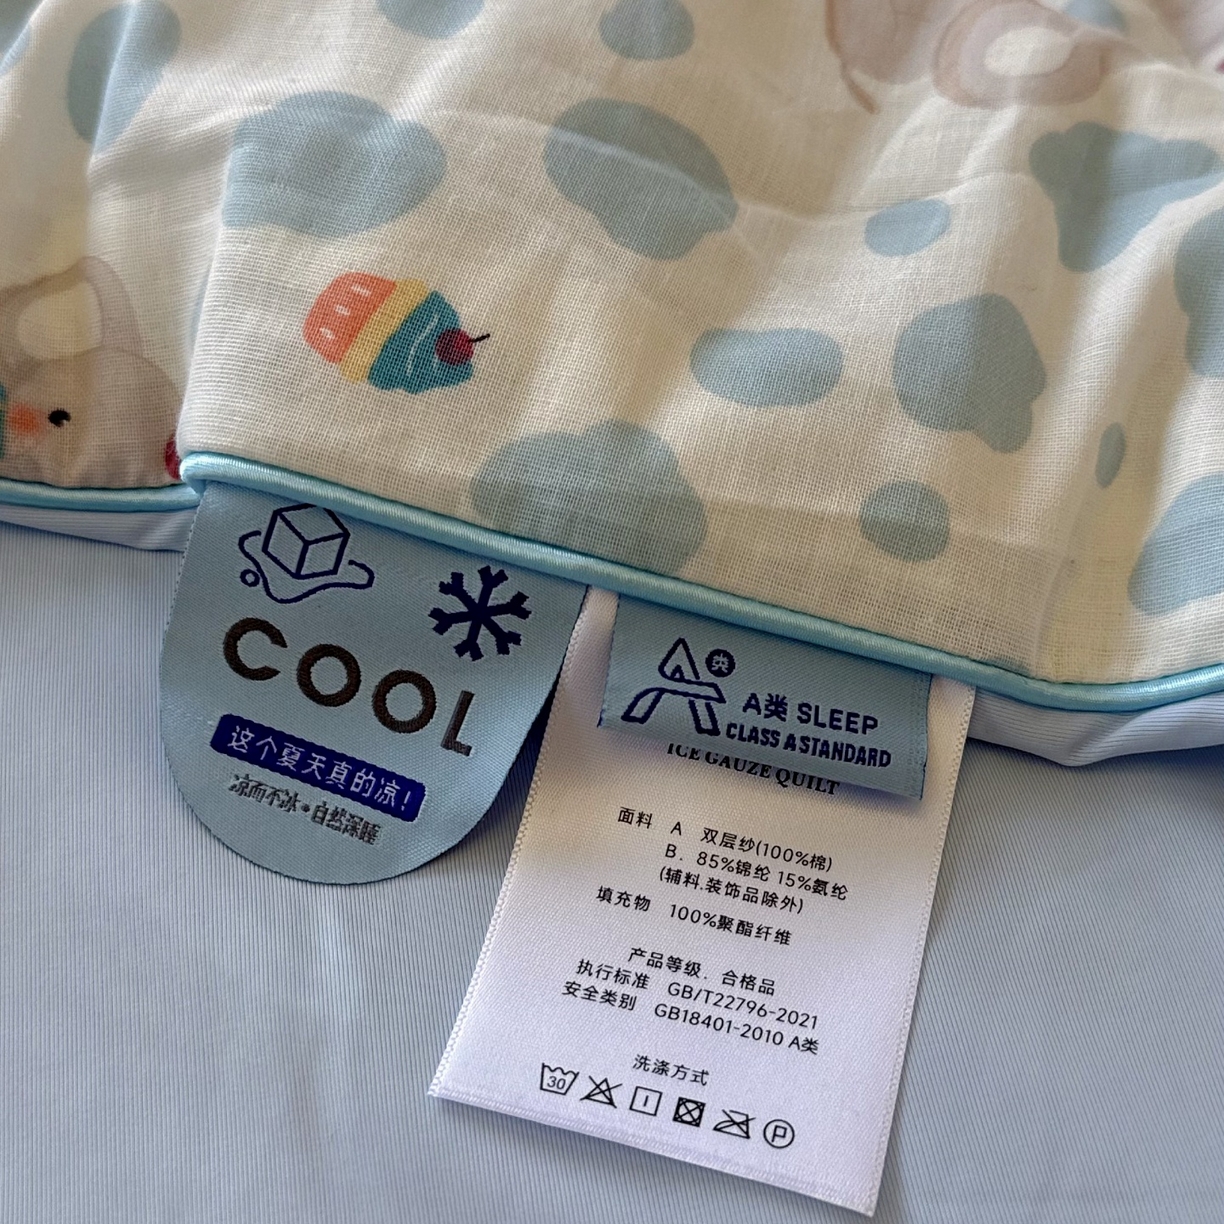 COOL
这个夏天真的凉!
凉而不冰·自然深睡
类
A类 SLEEP
CLASS A STANDARD
ICE GAUZE QUILT
面料 A 双层纱(100%棉)
B. 85%锦纶 15%氨纶
(辅料.装饰品除外)
填充物 100%聚酯纤维
产品等级. 合格品
执行标准 GB/T22796-2021
安全类别 GB18401-2010 A类
洗涤方式
30
P